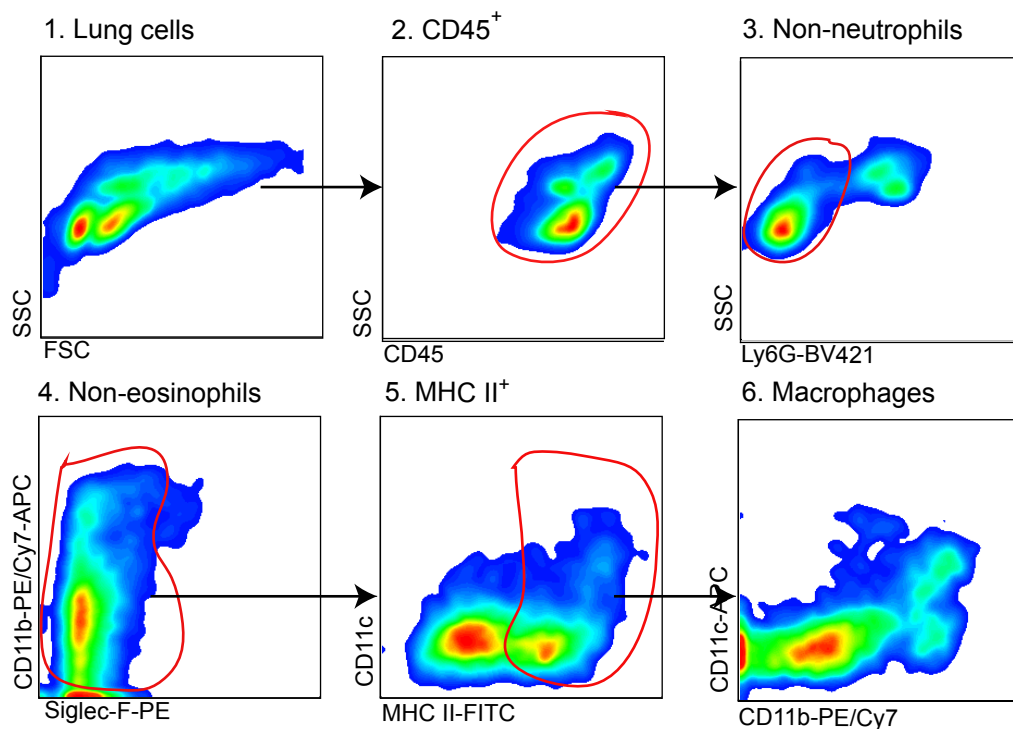 1. Lung cells
2. CD45+
3. Non-neutrophils
SSC
SSC
SSC
FSC
CD45
Ly6G-BV421
4. Non-eosinophils
5. MHC II+
6. Macrophages
CD11b-PE/Cy7-APC
CD11c
CD11c-APC
Siglec-F-PE
MHC II-FITC
CD11b-PE/Cy7